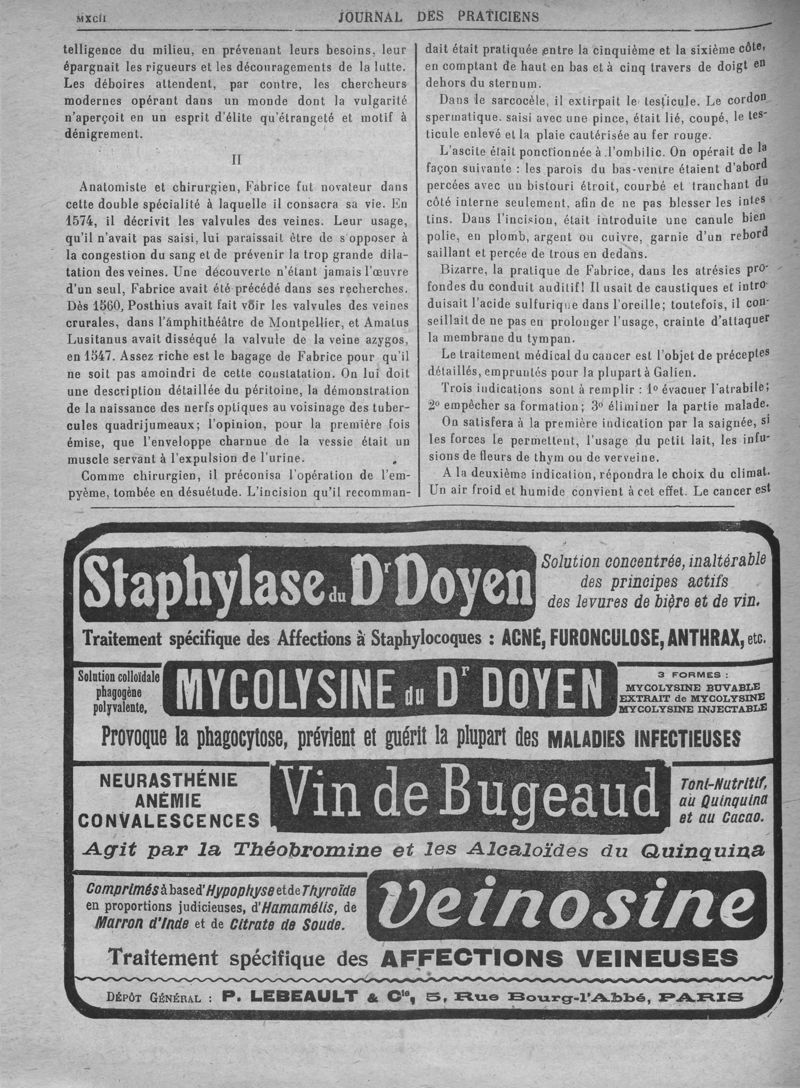 MXCII
JOURNAL DES PRATICIENS
telligence du milieu, en prévenant leurs besoins, leur
épargnait les rigueurs et les découragements de la lutte.
Les déboires attendent, par contre, les chercheurs
modernes opérant dans un monde dont la vulgarité
n'aperçoit en un esprit d'élite qu'étrangeté et motif à
dénigrement.
II
Anatomiste et chirurgien, Fabrice fut novateur dans
cette double spécialité à laquelle il consacra sa vie. En
1574, il décrivit les valvules des veines. Leur usage,
qu'il n'avait pas saisi, lui paraissait être de s'opposer à
la congestion du sang et de prévenir la trop grande dila-
tation des veines. Une découverte n'étant jamais l'œuvre
d'un seul, Fabrice avait été précédé dans ses recherches.
Dès 1560, Posthius avait fait voir les valvules des veines
crurales, dans l'amphithéâtre de Montpellier, et Amatus
Lusitanus avait disséqué la valvule de la veine azygos,
en 1547. Assez riche est le bagage de Fabrice pour qu'il
ne soit pas amoindri de cette constatation. On lui doit
une description détaillée du péritoine, la démonstration
de la naissance des nerfs optiques au voisinage des tuber-
cules quadrijumeaux; l'opinion, pour la première fois
émise, que l'enveloppe charnue de la vessie était un
muscle servant à l'expulsion de l'urine.
Comme chirurgien, il préconisa l'opération de l'em-
pyème, tombée en désuétude. L'incision qu'il recomman-
dait était pratiquée entre la cinquième et la sixième côte,
en comptant de haut en bas et à cinq travers de doigt en
dehors du sternum.
Dans le sarcocèle, il extirpait le testicule. Le cordon
spermatique. saisi avec une pince, était lié, coupé, le tes-
ticule enlevé et la plaie cautérisée au fer rouge.
L'ascite était ponctionnée à l'ombilic. On opérait de la
façon suivante : les parois du bas-ventre étaient d'abord
percées avec un bistouri étroit, courbé et tranchant du
côté interne seulement, afin de ne pas blesser les intes
tins. Dans l'incision, était introduite une canule bien
polie, en plomb, argent ou cuivre, garnie d'un rebord
saillant et percée de trous en dedans.
Bizarre, la pratique de Fabrice, dans les atrésies pro-
fondes du conduit auditif! Il usait de caustiques et intro-
duisait l'acide sulfurique dans l'oreille; toutefois, il con-
seillait de ne pas en prolonger l'usage, crainte d'attaquer
la membrane du tympan.
Le traitement médical du cancer est l'objet de préceptes
détaillés, empruntés pour la plupart à Galien.
Trois indications sont à remplir : 1º évacuer l'atrabile;
2º empêcher sa formation; 3º éliminer la partie malade.
On satisfera à la première indication par la saignée, si
les forces le permettent, l'usage du petit lait, les infu-
sions de fleurs de thym ou de verveine.
A la deuxième indication, répondra le choix du climat.
Un air froid et humide convient à cet effet. Le cancer est
Staphylase du Dr Doyen
Solution concentrée, inaltérable
des principes actifs
des levures de bière et de vin.
Traitement spécifique des Affections à Staphylocoques : ACNÉ, FURONCULOSE, ANTHRAX, etc.
Solution colloïdale
phagogène
polyvalente,
MYCOLYSINE du Dr DOYEN
3 FORMES :
MYCOLYSINE BUVABLE
EXTRAIT de MYCOLYSINE
MYCOLYSINE INJECTABLE
Provoque la phagocytose, prévient et guérit la plupart des MALADIES INFECTIEUSES
NEURASTHÉNIE
ANÉMIE
CONVALESCENCES
Vin de Bugeaud
Toni-Nutritif,
au Quinquina
et au Cacao.
Agit par la Théobromine et les Alcaloïdes du Quinquina
Comprimés à base d'Hypophyse et de Thyroïde
en proportions judicieuses, d'Hamamélis, de
Marron d'Inde et de Citrate de Soude.
Veinosine
Traitement spécifique des AFFECTIONS VEINEUSES
DÉPÔT GÉNÉRAL : P. LEBEAULT & Cie, 5, Rue Bourg-l'Abbé, PARIS